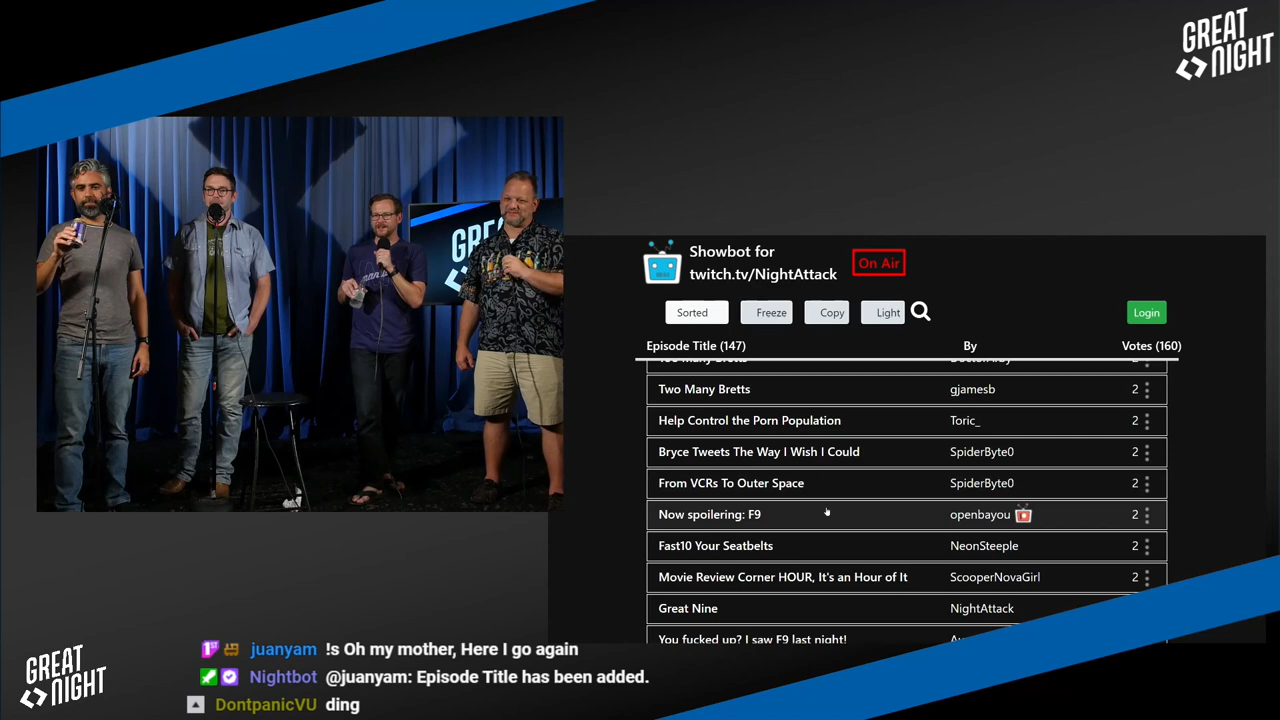 GREAT
NIGHT
GRE
Showbot for
twitch.tv/NightAttack
On Air
Sorted
Freeze
Copy
Light
Login
Episode Title (147) By Votes (160)
Two Many Bretts gjamesb 2
Help Control the Porn Population Toric_ 2
Bryce Tweets The Way I Wish I Could SpiderByte0 2
From VCRs To Outer Space SpiderByte0 2
Now spoilering: F9 openbayou 2
Fast10 Your Seatbelts NeonSteeple 2
Movie Review Corner HOUR, It's an Hour of It ScooperNovaGirl 2
Great Nine NightAttack
You fucked up? I saw F9 last night!
GREAT
NIGHT
1ST juanyam !s Oh my mother, Here I go again
Nightbot @juanyam: Episode Title has been added.
DontpanicVU ding